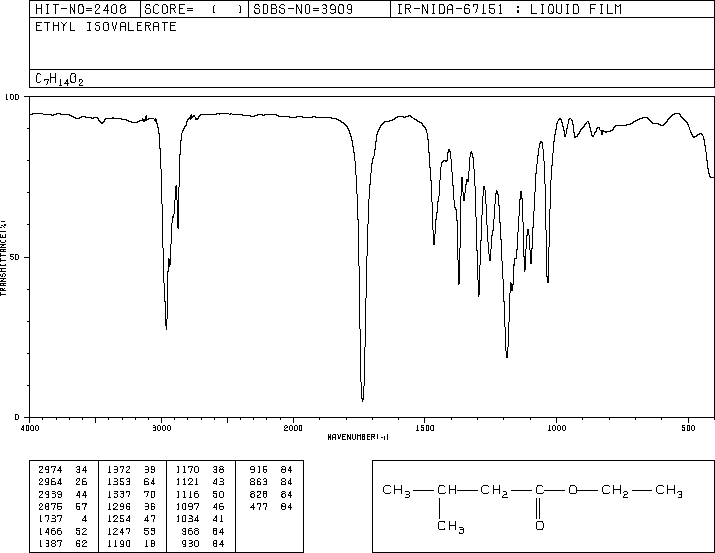 HIT-NO=2408 SCORE= ( ) SDBS-NO=3909 IR-NIDA-67151 : LIQUID FILM
ETHYL ISOVALERATE
C7H14O2
100
50
0
TRANSMITTANCE(%)
4000 3000 2000 1500 1000 500
WAVENUMBER(-1)
2974 34 1372 39 1170 38 916 84
2964 26 1353 64 1121 43 863 84
2939 44 1337 70 1116 50 828 84
2876 57 1296 36 1097 46 477 84
1737 4 1254 47 1034 41
1466 52 1247 59 968 84
1387 62 1190 18 930 84
CH3 CH CH2 C O CH2 CH3
CH3 O